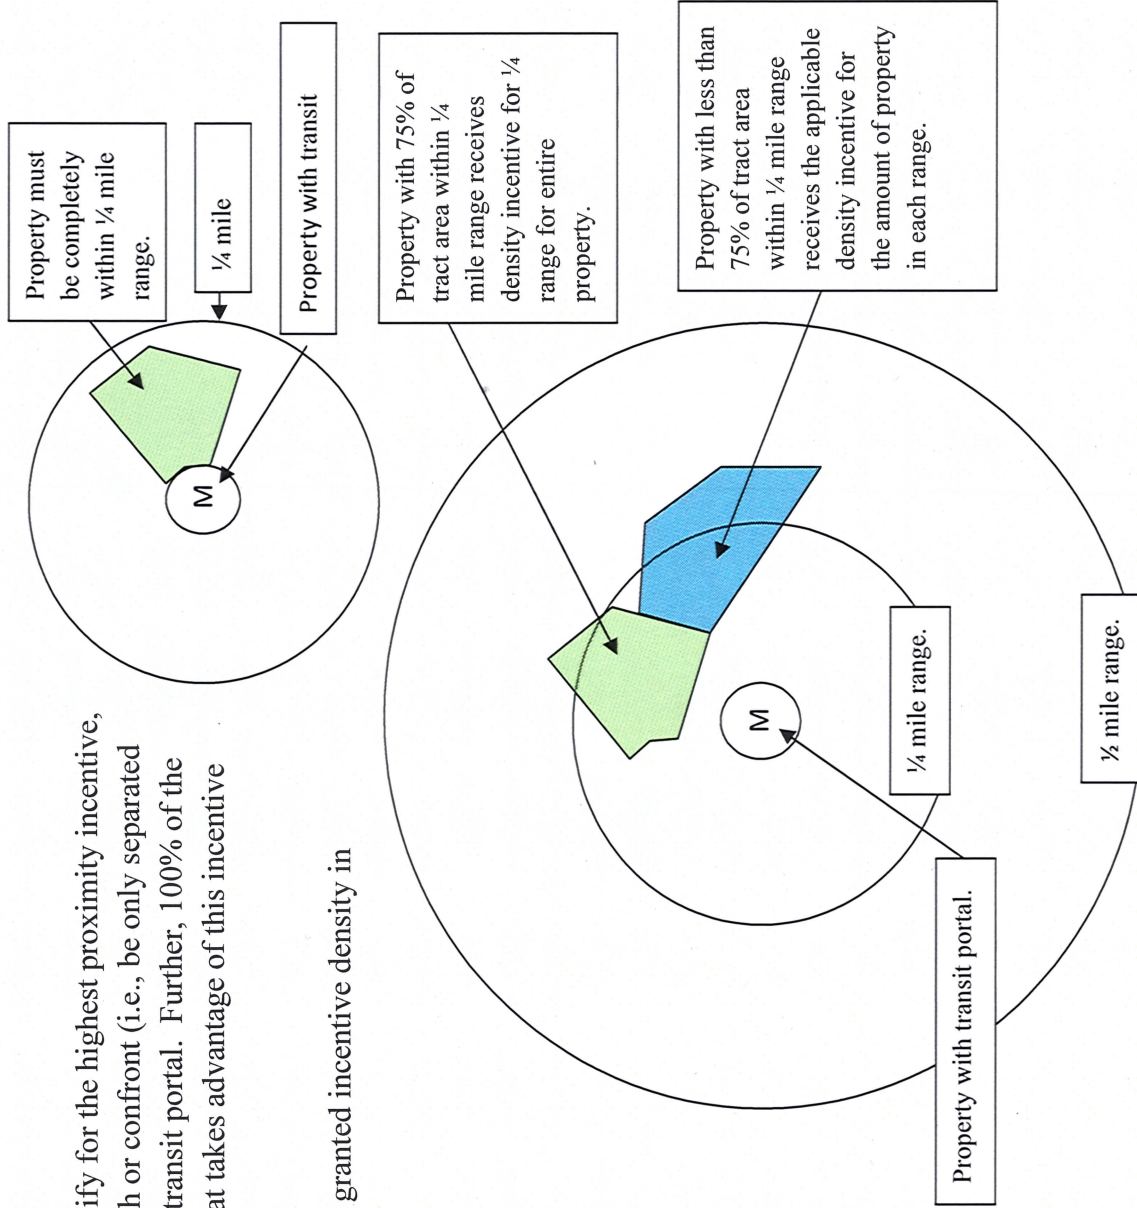 ify for the highest proximity incentive,
h or confront (i.e., be only separated
transit portal. Further, 100% of the
at takes advantage of this incentive
granted incentive density in
Property must
be completely
within ¼ mile
range.
¼ mile
Property with transit
M
Property with 75% of
tract area within ¼
mile range receives
density incentive for ¼
range for entire
property.
Property with less than
75% of tract area
within ¼ mile range
receives the applicable
density incentive for
the amount of property
in each range.
M
¼ mile range.
½ mile range.
Property with transit portal.